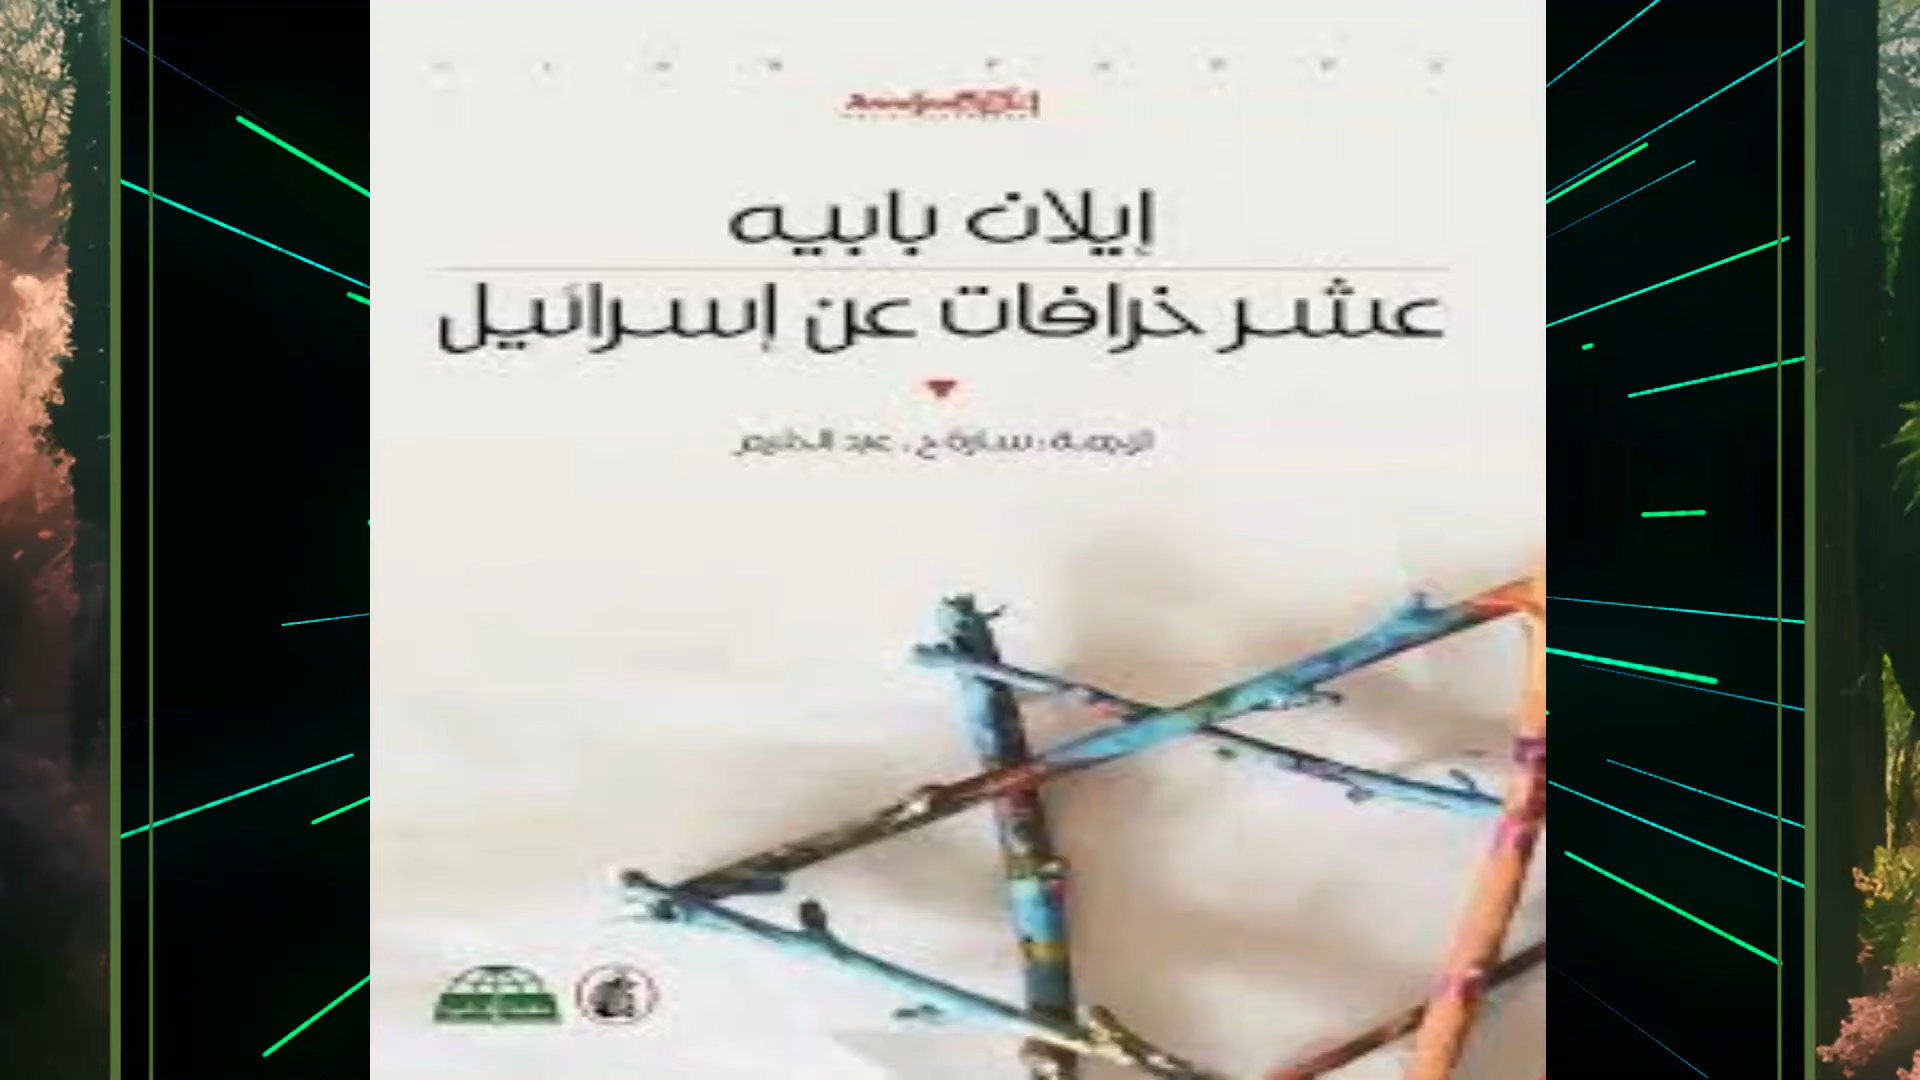 إيلان بابيه
عشر خرافات عن إسرائيل
ترجمة: سارة ح. عبد الحليم